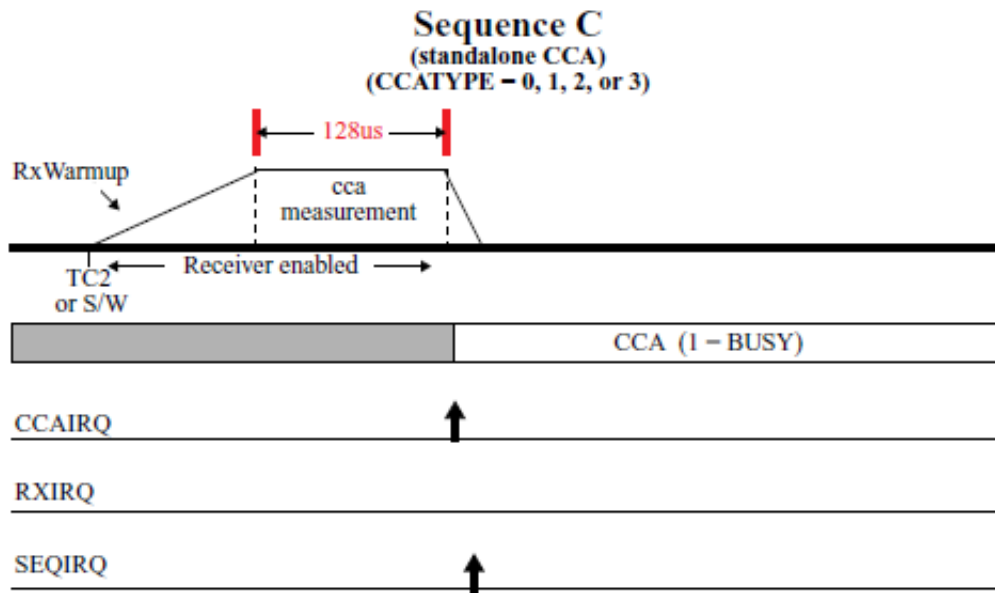 Sequence C
(standalone CCA)
(CCATYPE – 0, 1, 2, or 3)
128us
RxWarmup
cca
measurement
Receiver enabled
TC2
or S/W
CCA (1 – BUSY)
CCAIRQ
RXIRQ
SEQIRQ